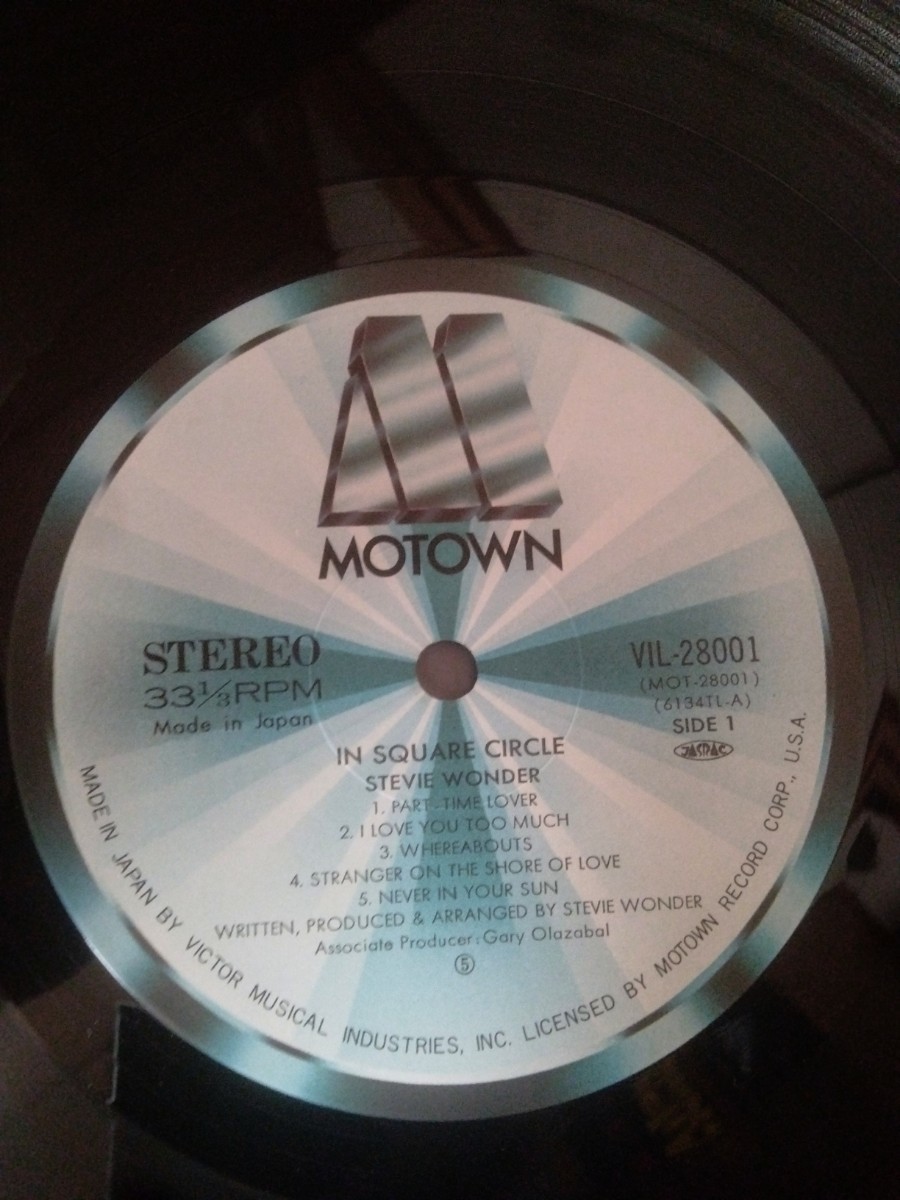 MOTOWN
STEREO
33⅓RPM
Made in Japan
VIL-28001
(MOT-28001)
(6134TL-A)
SIDE 1
JASRAC
IN SQUARE CIRCLE
STEVIE WONDER
1. PART-TIME LOVER
2. I LOVE YOU TOO MUCH
3. WHEREABOUTS
4. STRANGER ON THE SHORE OF LOVE
5. NEVER IN YOUR SUN
WRITTEN, PRODUCED & ARRANGED BY STEVIE WONDER
Associate Producer: Gary Olazabal
⑤
MADE IN JAPAN BY VICTOR MUSICAL INDUSTRIES, INC. LICENSED BY MOTOWN RECORD CORP., U.S.A.